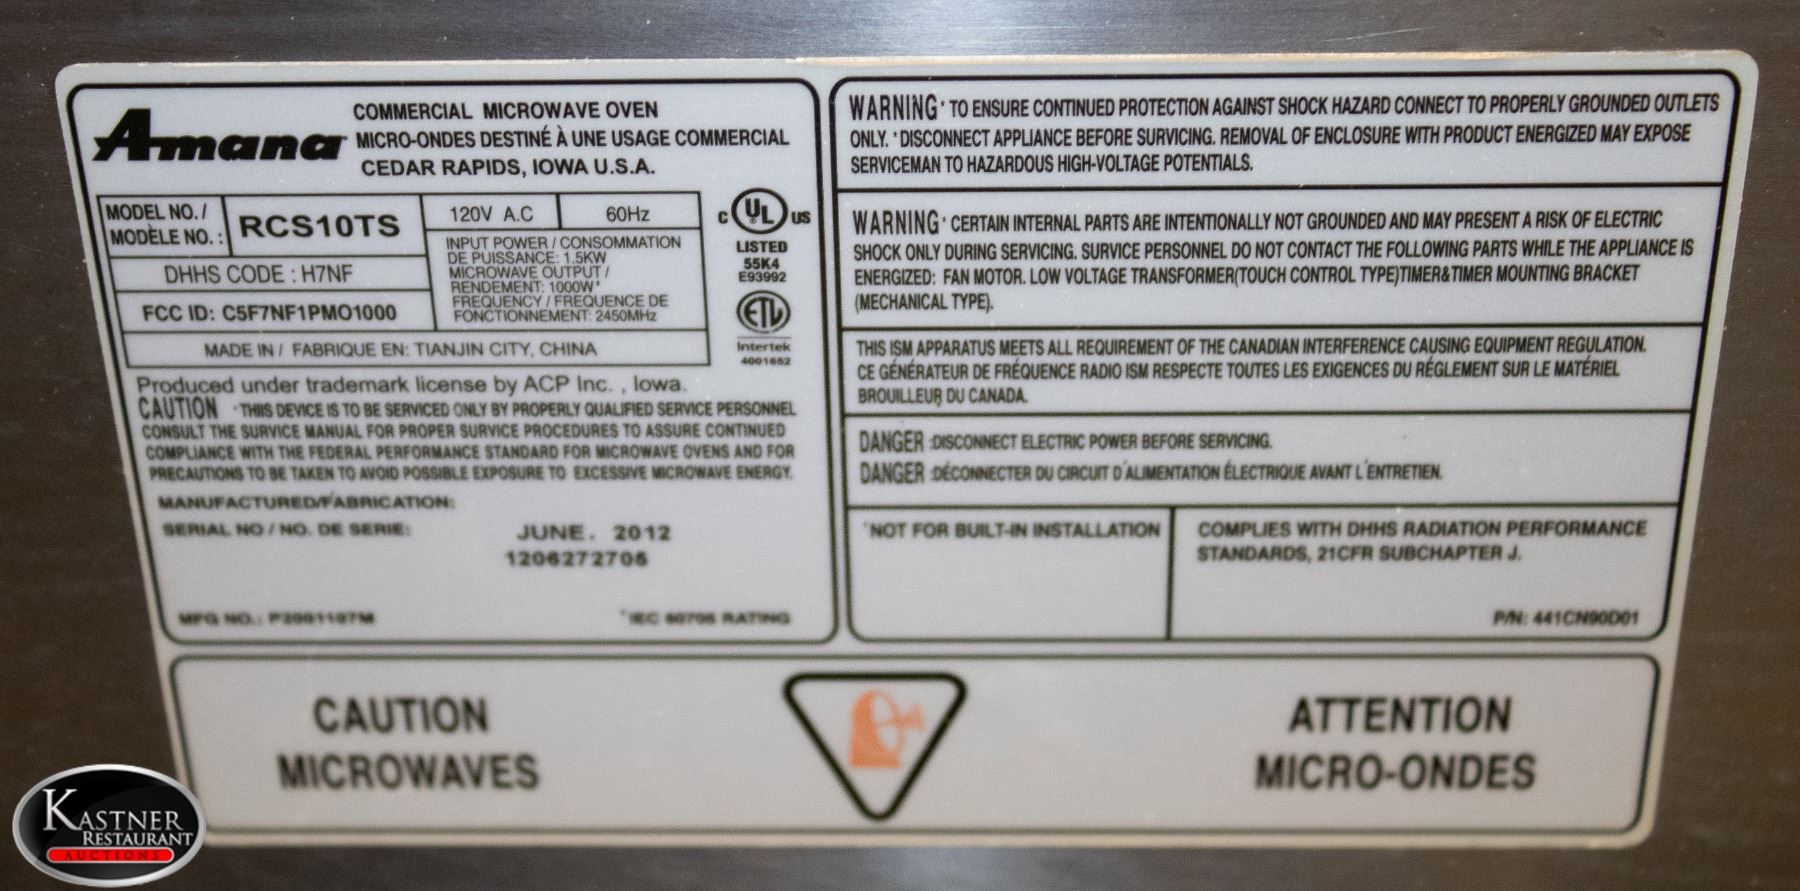 Amana
COMMERCIAL MICROWAVE OVEN
MICRO-ONDES DESTINÉ À UNE USAGE COMMERCIAL
CEDAR RAPIDS, IOWA U.S.A.
MODEL NO. /
MODÈLE NO. :
RCS10TS
120V A.C
60Hz
DHHS CODE : H7NF
FCC ID: C5F7NF1PMO1000
INPUT POWER / CONSOMMATION
DE PUISSANCE: 1.5KW
MICROWAVE OUTPUT /
RENDEMENT: 1000W*
FREQUENCY / FREQUENCE DE
FONCTIONNEMENT: 2450MHz
MADE IN / FABRIQUE EN: TIANJIN CITY, CHINA
C UL US
LISTED
55K4
E93992
ETL
Intertek
4001652
Produced under trademark license by ACP Inc. , Iowa.
CAUTION *THIS DEVICE IS TO BE SERVICED ONLY BY PROPERLY QUALIFIED SERVICE PERSONNEL
CONSULT THE SURVICE MANUAL FOR PROPER SURVICE PROCEDURES TO ASSURE CONTINUED
COMPLIANCE WITH THE FEDERAL PERFORMANCE STANDARD FOR MICROWAVE OVENS AND FOR
PRECAUTIONS TO BE TAKEN TO AVOID POSSIBLE EXPOSURE TO EXCESSIVE MICROWAVE ENERGY.
MANUFACTURED/FABRICATION:
SERIAL NO / NO. DE SERIE:
JUNE. 2012
1206272706
MFG NO.: P2001107M
*IEC 60705 RATING
WARNING* TO ENSURE CONTINUED PROTECTION AGAINST SHOCK HAZARD CONNECT TO PROPERLY GROUNDED OUTLETS
ONLY. *DISCONNECT APPLIANCE BEFORE SURVICING. REMOVAL OF ENCLOSURE WITH PRODUCT ENERGIZED MAY EXPOSE
SERVICEMAN TO HAZARDOUS HIGH-VOLTAGE POTENTIALS.
WARNING* CERTAIN INTERNAL PARTS ARE INTENTIONALLY NOT GROUNDED AND MAY PRESENT A RISK OF ELECTRIC
SHOCK ONLY DURING SERVICING. SURVICE PERSONNEL DO NOT CONTACT THE FOLLOWING PARTS WHILE THE APPLIANCE IS
ENERGIZED: FAN MOTOR. LOW VOLTAGE TRANSFORMER(TOUCH CONTROL TYPE)TIMER&TIMER MOUNTING BRACKET
(MECHANICAL TYPE).
THIS ISM APPARATUS MEETS ALL REQUIREMENT OF THE CANADIAN INTERFERENCE CAUSING EQUIPMENT REGULATION.
CE GÉNÉRATEUR DE FRÉQUENCE RADIO ISM RESPECTE TOUTES LES EXIGENCES DU RÉGLEMENT SUR LE MATÉRIEL
BROUILLEUR DU CANADA.
DANGER :DISCONNECT ELECTRIC POWER BEFORE SERVICING.
DANGER :DÉCONNECTER DU CIRCUIT D'ALIMENTATION ÉLECTRIQUE AVANT L'ENTRETIEN.
*NOT FOR BUILT-IN INSTALLATION
COMPLIES WITH DHHS RADIATION PERFORMANCE
STANDARDS, 21CFR SUBCHAPTER J.
P/N: 441CN90D01
CAUTION
MICROWAVES
ATTENTION
MICRO-ONDES
KASTNER
RESTAURANT
AUCTIONS